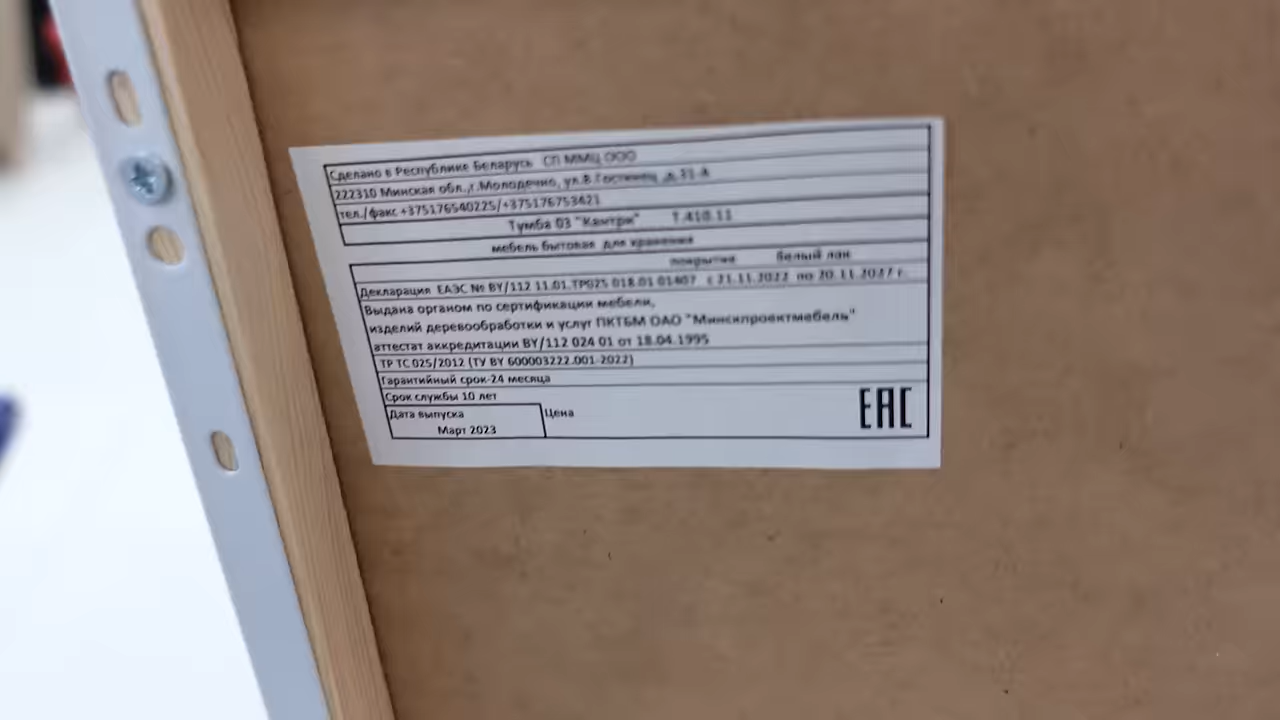 Сделано в Республике Беларусь СП ММЦ ООО
222310 Минская обл.,г.Молодечно, ул.В.Гостинец д.31-А
тел./факс +375176540225/+375176753421
Тумба 03 "Кантри" Т.410.11
мебель бытовая для хранения
покрытие белый лак
Декларация ЕАЭС № BY/112 11.01.ТР025 018.01 01407 с 21.11.2022 по 20.11.2027 г.
Выдана органом по сертификации мебели,
изделий деревообработки и услуг ПКТБМ ОАО "Минскпроектмебель"
аттестат аккредитации BY/112 024 01 от 18.04.1995
ТР ТС 025/2012 (ТУ BY 600003222.001-2022)
Гарантийный срок-24 месяца
Срок службы 10 лет
Дата выпуска Цена
Март 2023
EAC